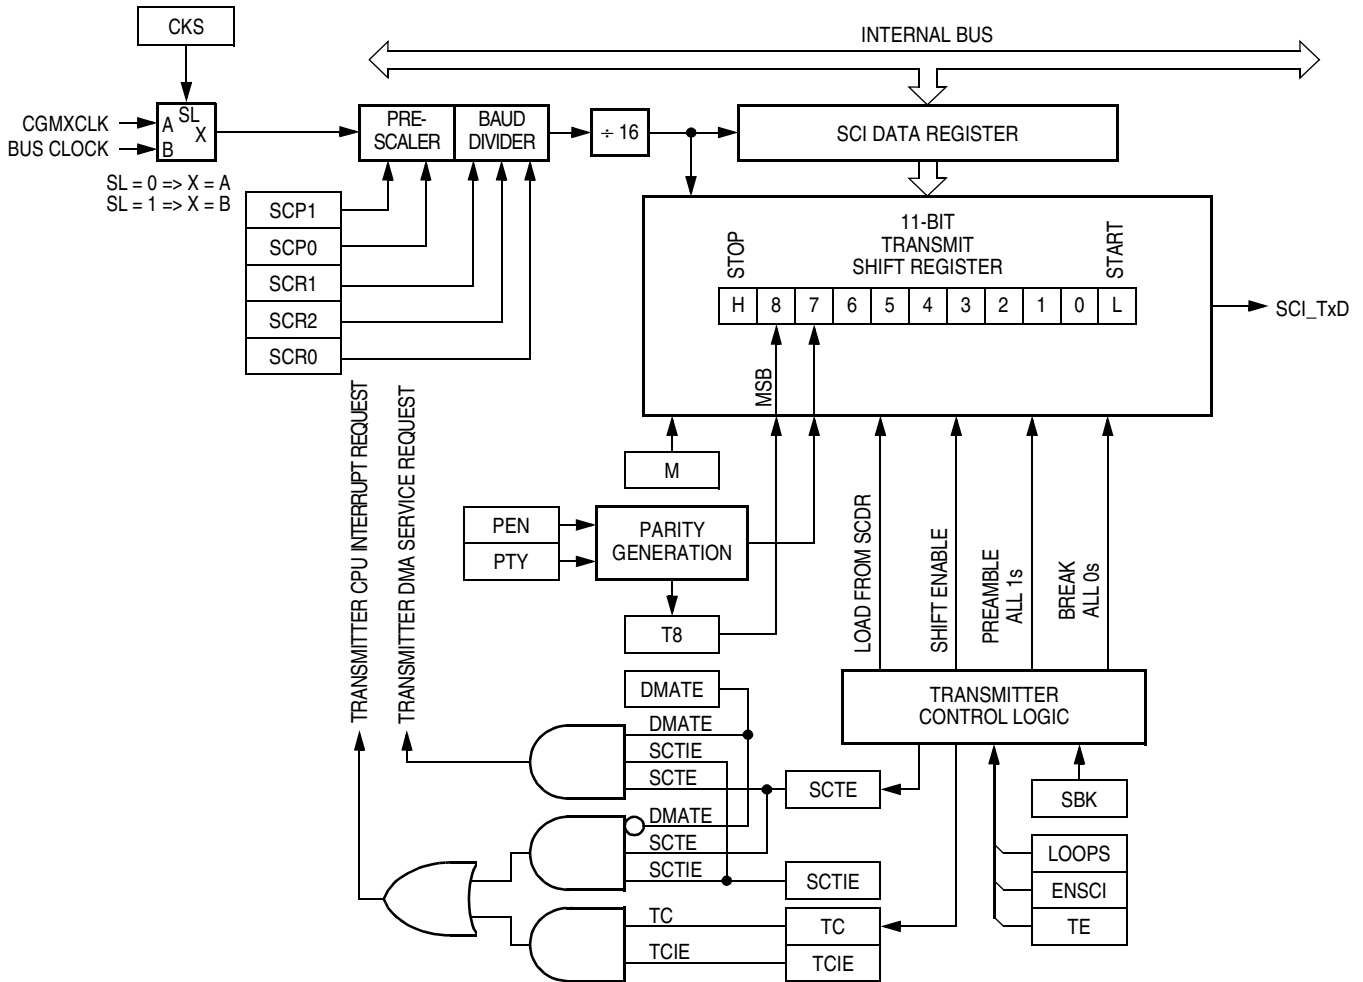 CKS
INTERNAL BUS
CGMXCLK
BUS CLOCK
SL
A
X
B
SL = 0 => X = A
SL = 1 => X = B
PRE-
SCALER
BAUD
DIVIDER
÷ 16
SCI DATA REGISTER
SCP1
SCP0
SCR1
SCR2
SCR0
11-BIT
TRANSMIT
SHIFT REGISTER
STOP
START
H 8 7 6 5 4 3 2 1 0 L
SCI_TxD
MSB
TRANSMITTER CPU INTERRUPT REQUEST
TRANSMITTER DMA SERVICE REQUEST
M
PEN
PTY
PARITY
GENERATION
T8
LOAD FROM SCDR
SHIFT ENABLE
PREAMBLE
ALL 1s
BREAK
ALL 0s
TRANSMITTER
CONTROL LOGIC
DMATE
DMATE
SCTIE
SCTE
SCTE
SBK
DMATE
SCTE
SCTIE
SCTIE
LOOPS
ENSCI
TE
TC
TC
TCIE
TCIE